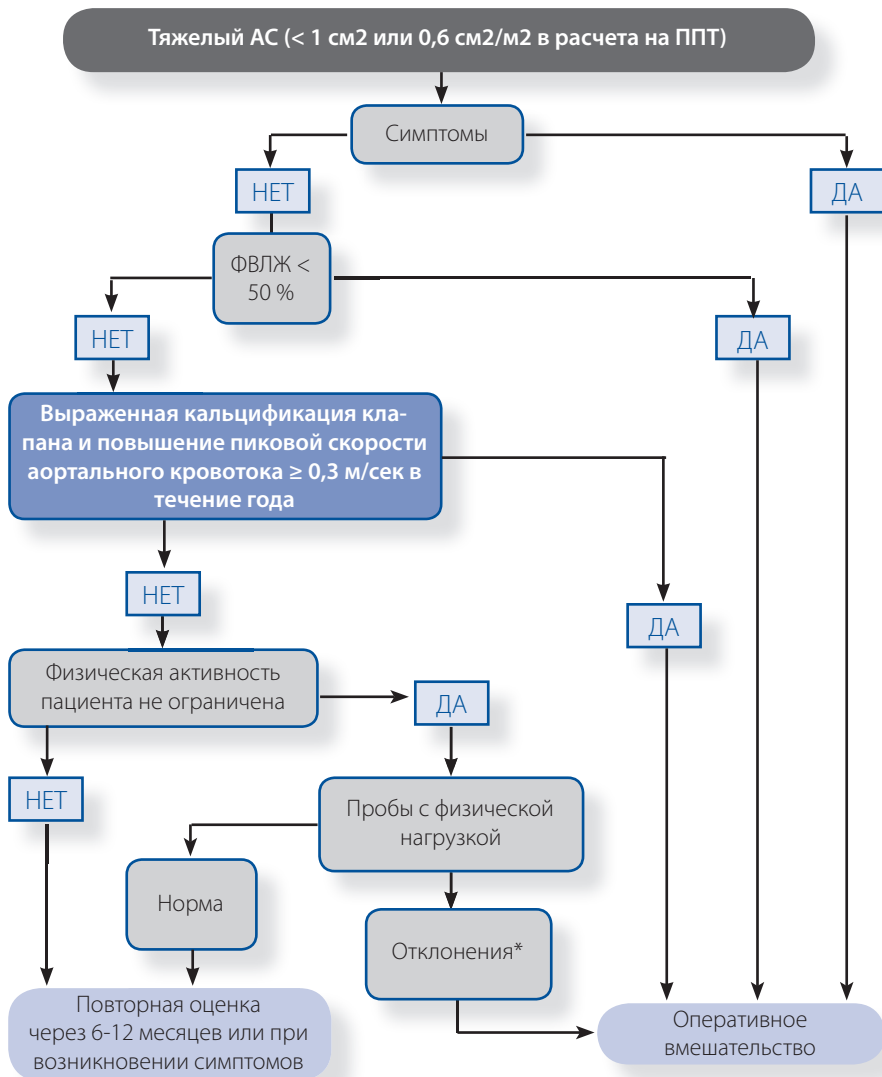 Тяжелый АС (< 1 см2 или 0,6 см2/м2 в расчета на ППТ)
Симптомы
НЕТ
ДА
ФВЛЖ <
50 %
НЕТ
ДА
Выраженная кальцификация кла-
пана и повышение пиковой скорости
аортального кровотока ≥ 0,3 м/сек в
течение года
НЕТ
ДА
Физическая активность
пациента не ограничена
ДА
НЕТ
Пробы с физической
нагрузкой
Норма
Отклонения*
Повторная оценка
через 6-12 месяцев или при
возникновении симптомов
Оперативное
вмешательство